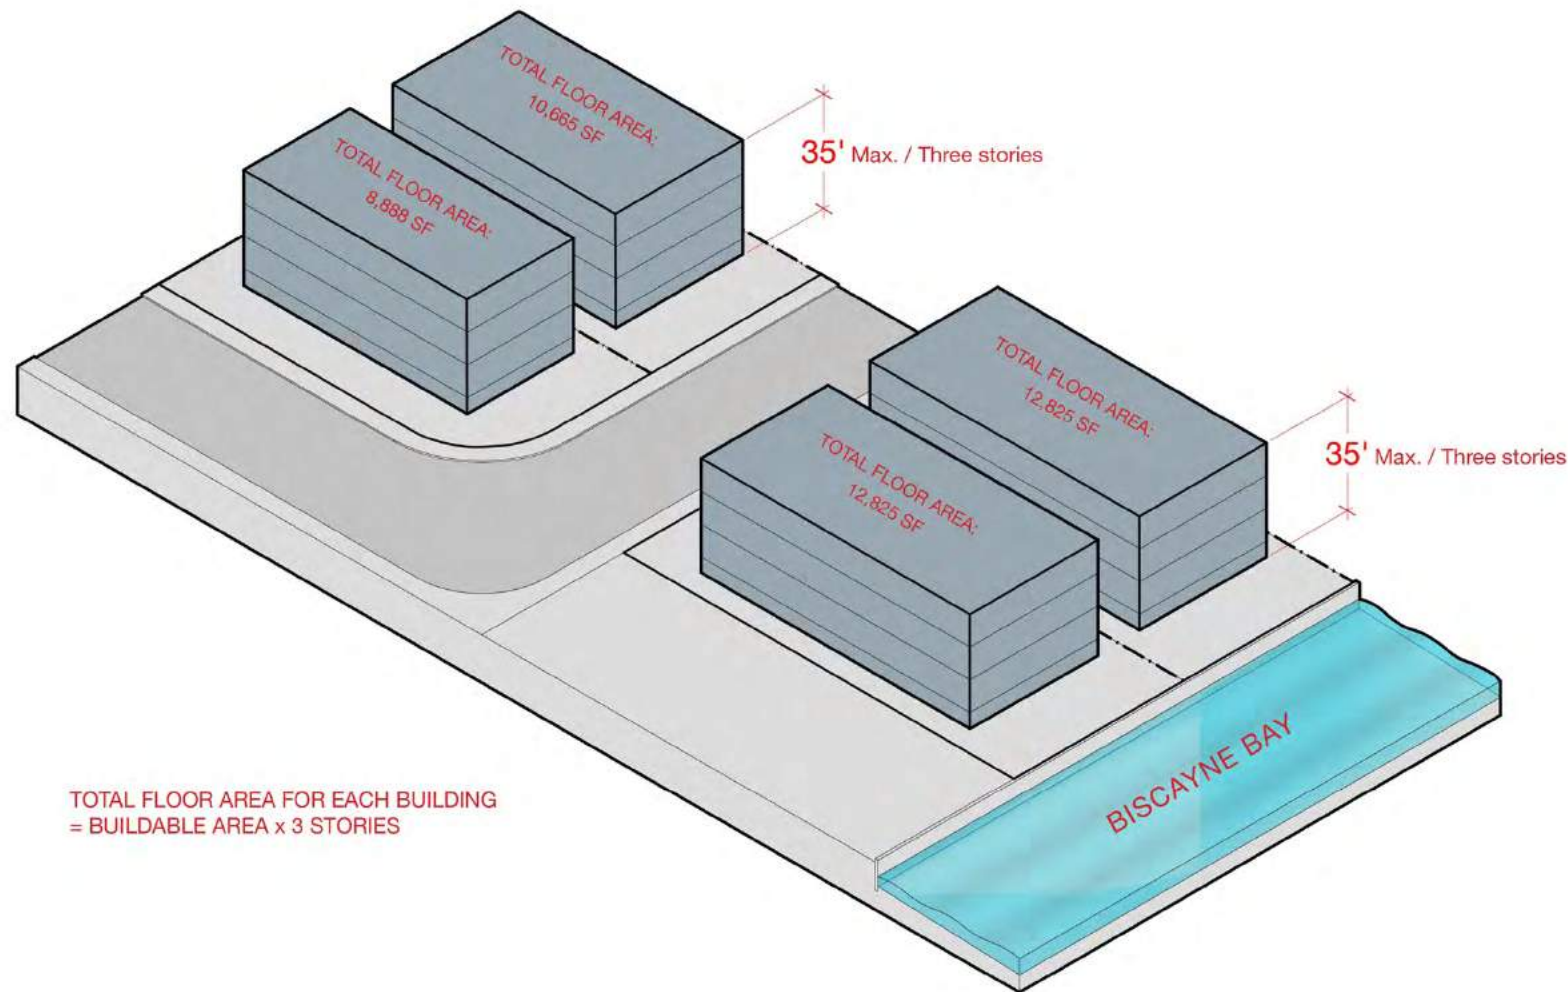 TOTAL FLOOR AREA:
10,665 SF
TOTAL FLOOR AREA:
8,888 SF
35' Max. / Three stories
TOTAL FLOOR AREA:
12,825 SF
TOTAL FLOOR AREA:
12,825 SF
35' Max. / Three stories
BISCAYNE BAY
TOTAL FLOOR AREA FOR EACH BUILDING
= BUILDABLE AREA x 3 STORIES